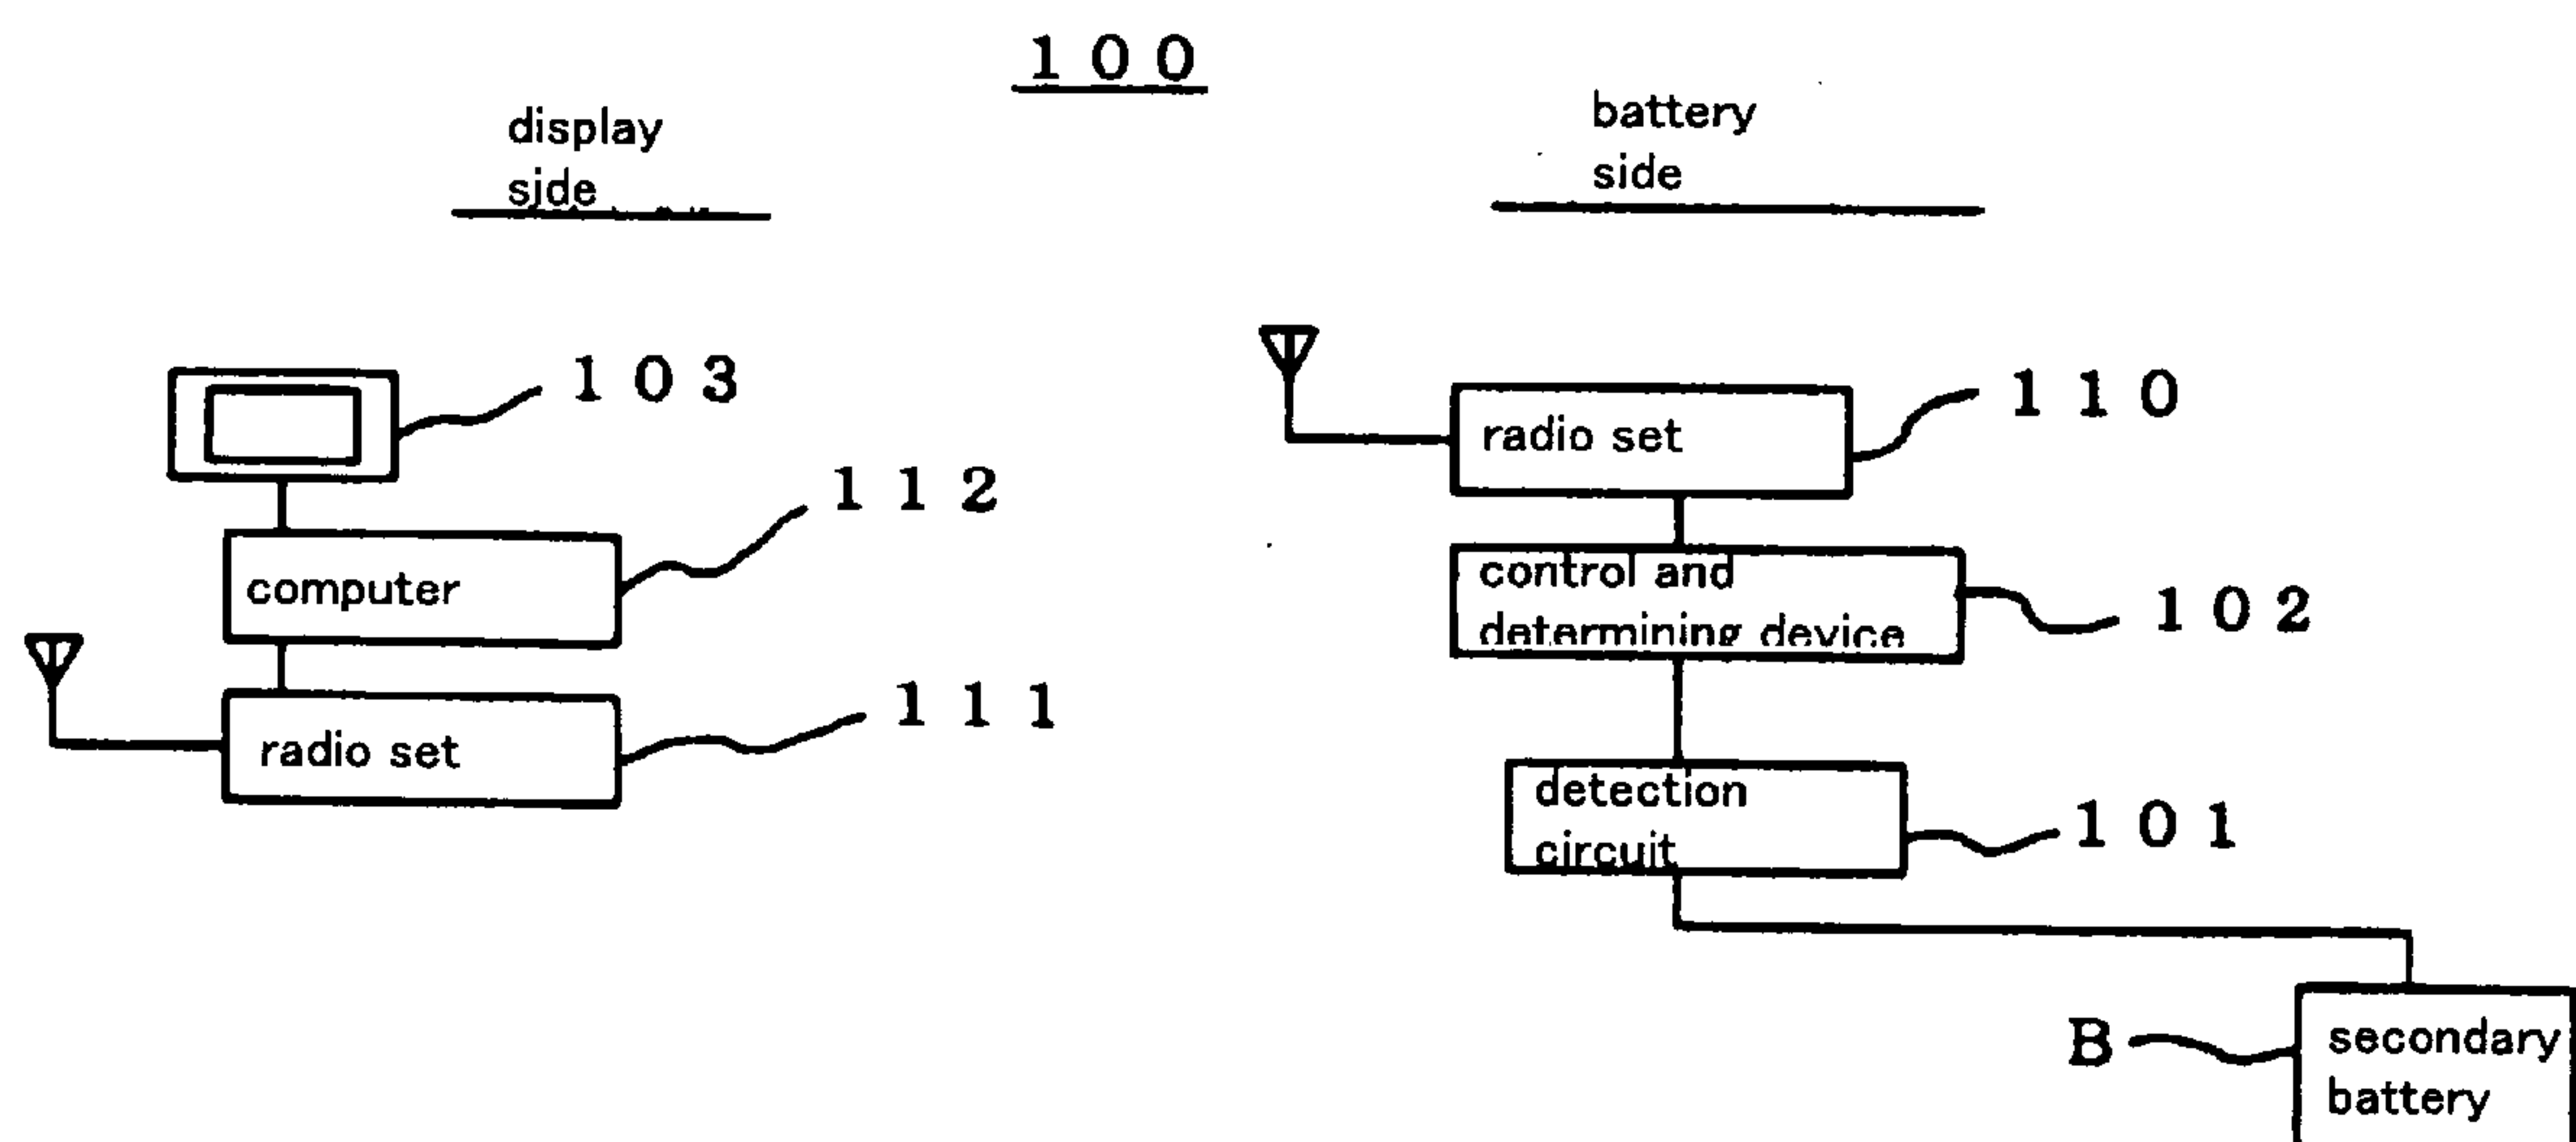 100
display
side
battery
side
103
112
computer
111
radio set
110
radio set
102
control and
determining device
101
detection
circuit
B
secondary
battery